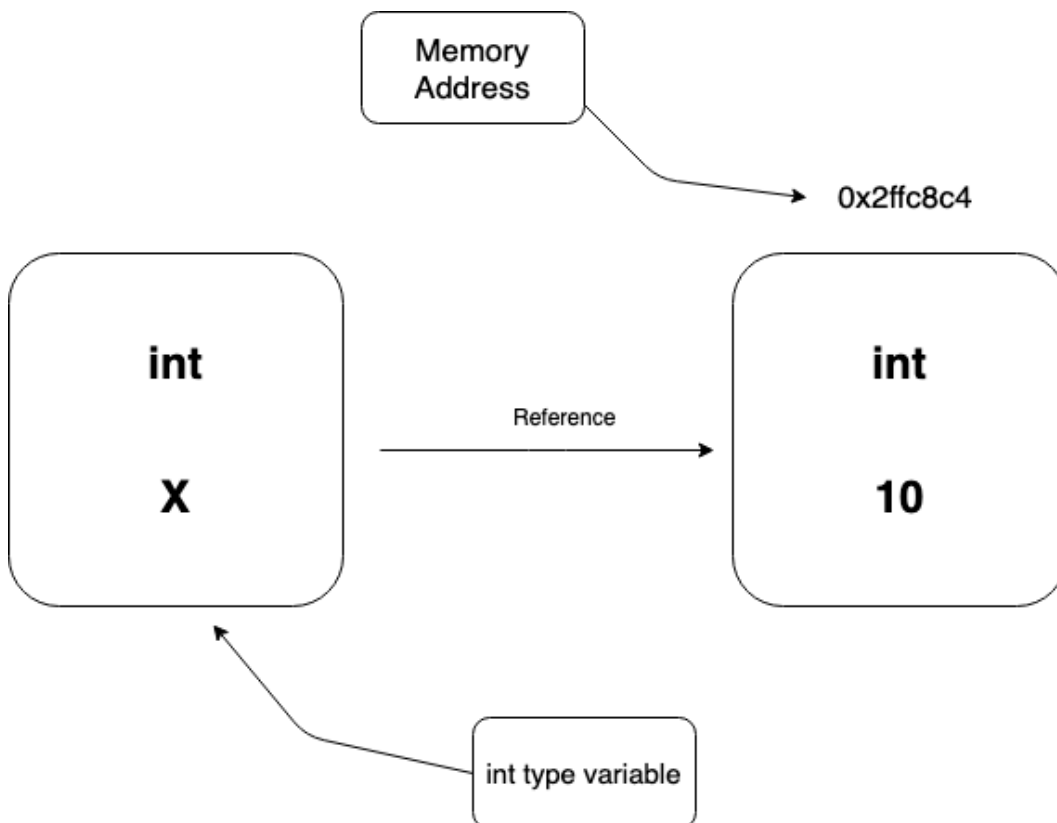 Memory
Address
0x2ffc8c4
int
X
Reference
int
10
int type variable